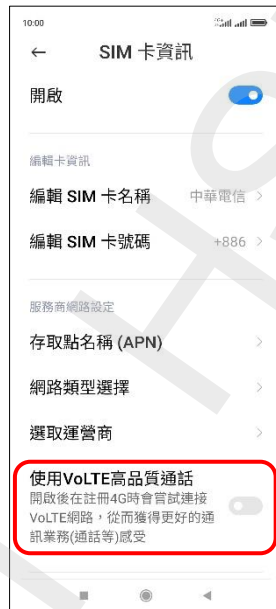 10:00
← SIM 卡資訊
開啟
編輯卡資訊
編輯 SIM 卡名稱 中華電信 >
編輯 SIM 卡號碼 +886 >
服務商網路設定
存取點名稱 (APN) >
網路類型選擇 >
選取運營商 >
使用VoLTE高品質通話
開啟後在註冊4G時會嘗試連接
VoLTE網路，從而獲得更好的通
訊業務(通話等)感受